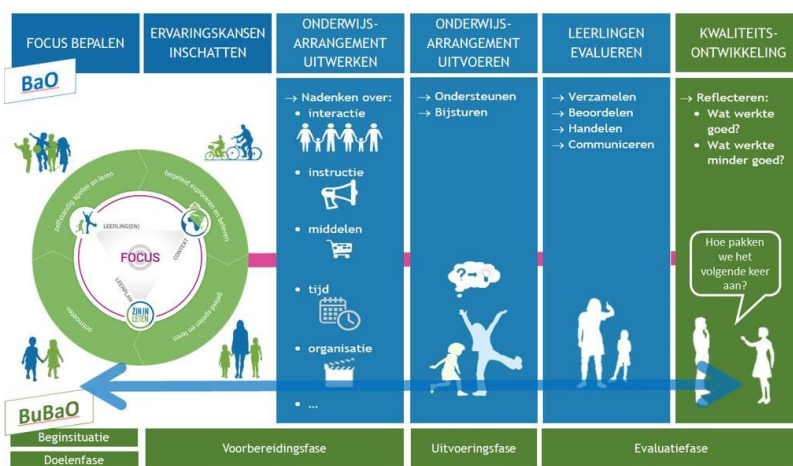 FOCUS BEPALEN
ERVARINGSKANSEN
INSCHATTEN
ONDERWIJS-
ARRANGEMENT
UITWERKEN
ONDERWIJS-
ARRANGEMENT
UITVOEREN
LEERLINGEN
EVALUEREN
KWALITEITS-
ONTWIKKELING
BaO
zelfstandig spelen en leren
begeleid exploreren en beleven
LEERLING(EN)
CONTEXT
FOCUS
LEERPLAN
ZIN IN
LEREN
ontmoeten
geleid spelen en leren
→ Nadenken over:
• interactie
• instructie
• middelen
• tijd
• organisatie
• ...
→ Ondersteunen
→ Bijsturen
?
→ Verzamelen
→ Beoordelen
→ Handelen
→ Communiceren
→ Reflecteren:
• Wat werkte
goed?
• Wat werkte
minder goed?
Hoe pakken
we het
volgende keer
aan?
BuBaO
Beginsituatie
Doelenfase
Voorbereidingsfase
Uitvoeringsfase
Evaluatiefase